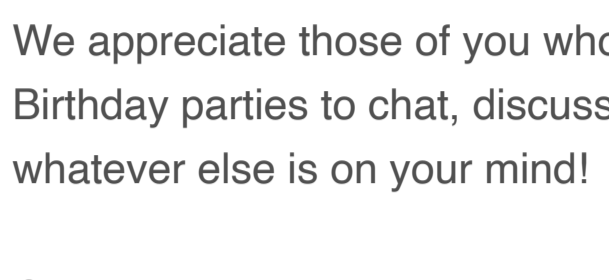 We appreciate those of you who
Birthday parties to chat, discuss
whatever else is on your mind!